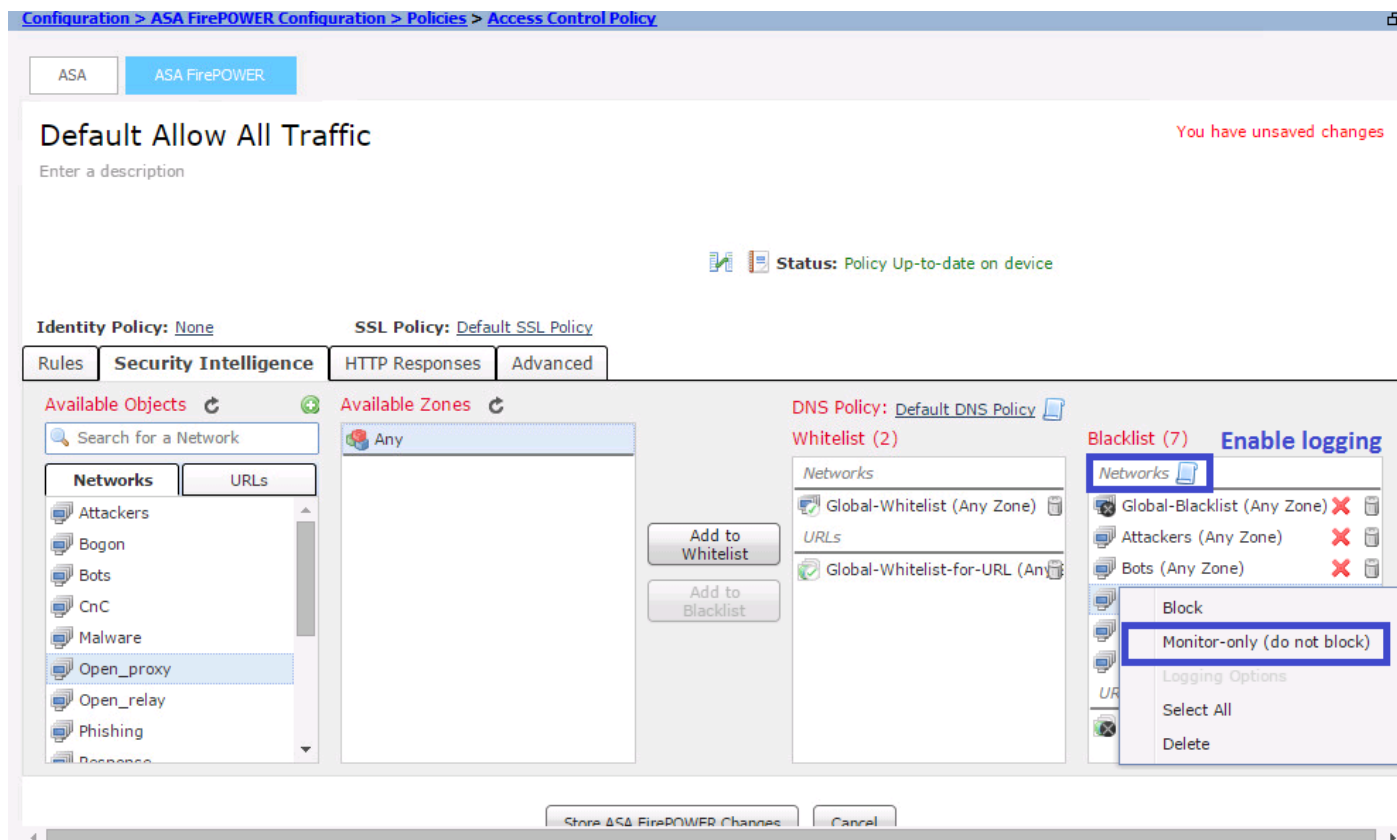 Configuration > ASA FirePOWER Configuration > Policies > Access Control Policy
ASA
ASA FirePOWER
Default Allow All Traffic
You have unsaved changes
Enter a description
Status: Policy Up-to-date on device
Identity Policy: None
SSL Policy: Default SSL Policy
Rules
Security Intelligence
HTTP Responses
Advanced
Available Objects
Search for a Network
Networks
URLs
Attackers
Bogon
Bots
CnC
Malware
Open_proxy
Open_relay
Phishing
Response
Available Zones
Any
Add to Whitelist
Add to Blacklist
DNS Policy: Default DNS Policy
Whitelist (2)
Networks
Global-Whitelist (Any Zone)
URLs
Global-Whitelist-for-URL (Any
Blacklist (7)
Enable logging
Networks
Global-Blacklist (Any Zone)
Attackers (Any Zone)
Bots (Any Zone)
UR
Block
Monitor-only (do not block)
Logging Options
Select All
Delete
Store ASA FirePOWER Changes
Cancel